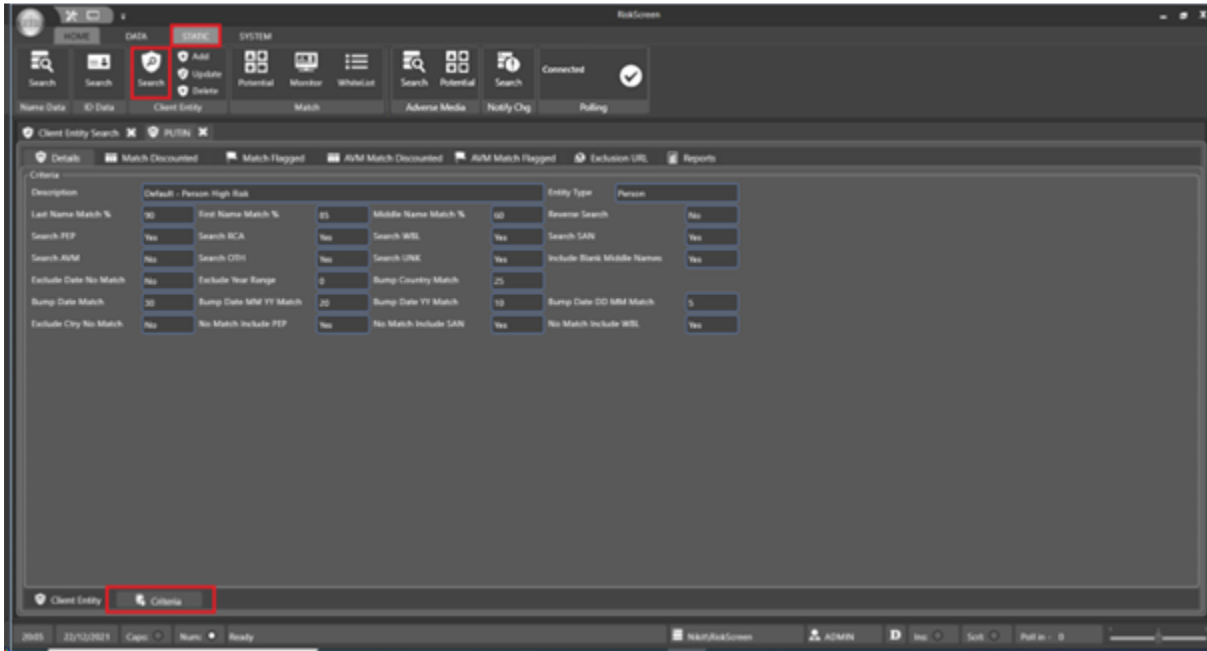 RiskScreen
HOME DATA STATIC SYSTEM
Search Search Search Add Update Delete Potential Monitor WhiteList Search Potential Search Connected
Name Data ID Data Client Entity Match Adverse Media Notify Chg Polling
Client Entity Search PUTIN
Details Match Discounted Match Flagged AVM Match Discounted AVM Match Flagged Exclusion URL Reports
Criteria
Description Default - Person High Risk Entity Type Person
Last Name Match % 90 First Name Match % 85 Middle Name Match % 60 Reverse Search No
Search PEP Yes Search RCA Yes Search WBL Yes Search SAN Yes
Search AVM No Search OTH Yes Search UNK Yes Include Blank Middle Names Yes
Exclude Date No Match No Exclude Year Range 0 Bump Country Match 25
Bump Date Match 30 Bump Date MM YY Match 20 Bump Date YY Match 10 Bump Date DD MM Match 5
Exclude Ctry No Match No No Match Include PEP Yes No Match Include SAN Yes No Match Include WBL Yes
Client Entity Criteria
20:05 22/12/2021 Caps: Num: Ready ADMIN D Ins: Scrl: Poll in - 0